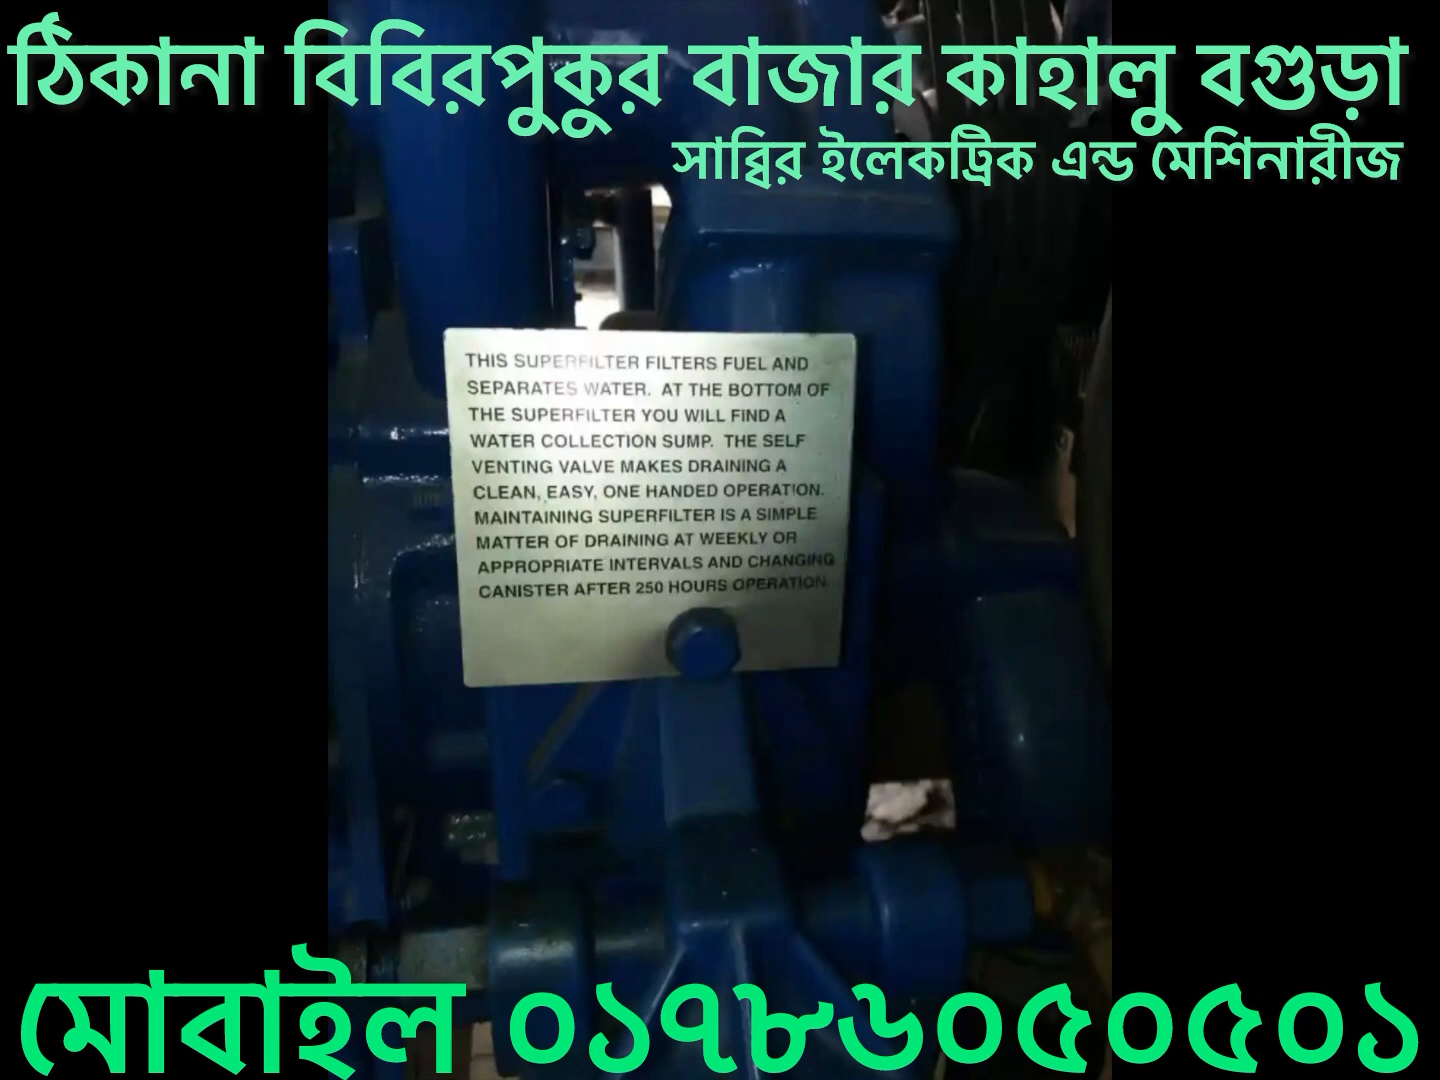 ঠিকানা বিবিরপুকুর বাজার কাহালু বগুড়া
সাব্বির ইলেকট্রিক এন্ড মেশিনারীজ
THIS SUPERFILTER FILTERS FUEL AND
SEPARATES WATER. AT THE BOTTOM OF
THE SUPERFILTER YOU WILL FIND A
WATER COLLECTION SUMP. THE SELF
VENTING VALVE MAKES DRAINING A
CLEAN, EASY, ONE HANDED OPERATION.
MAINTAINING SUPERFILTER IS A SIMPLE
MATTER OF DRAINING AT WEEKLY OR
APPROPRIATE INTERVALS AND CHANGING
CANISTER AFTER 250 HOURS OPERATION.
মোবাইল ০১৭৮৬০৫০৫০১